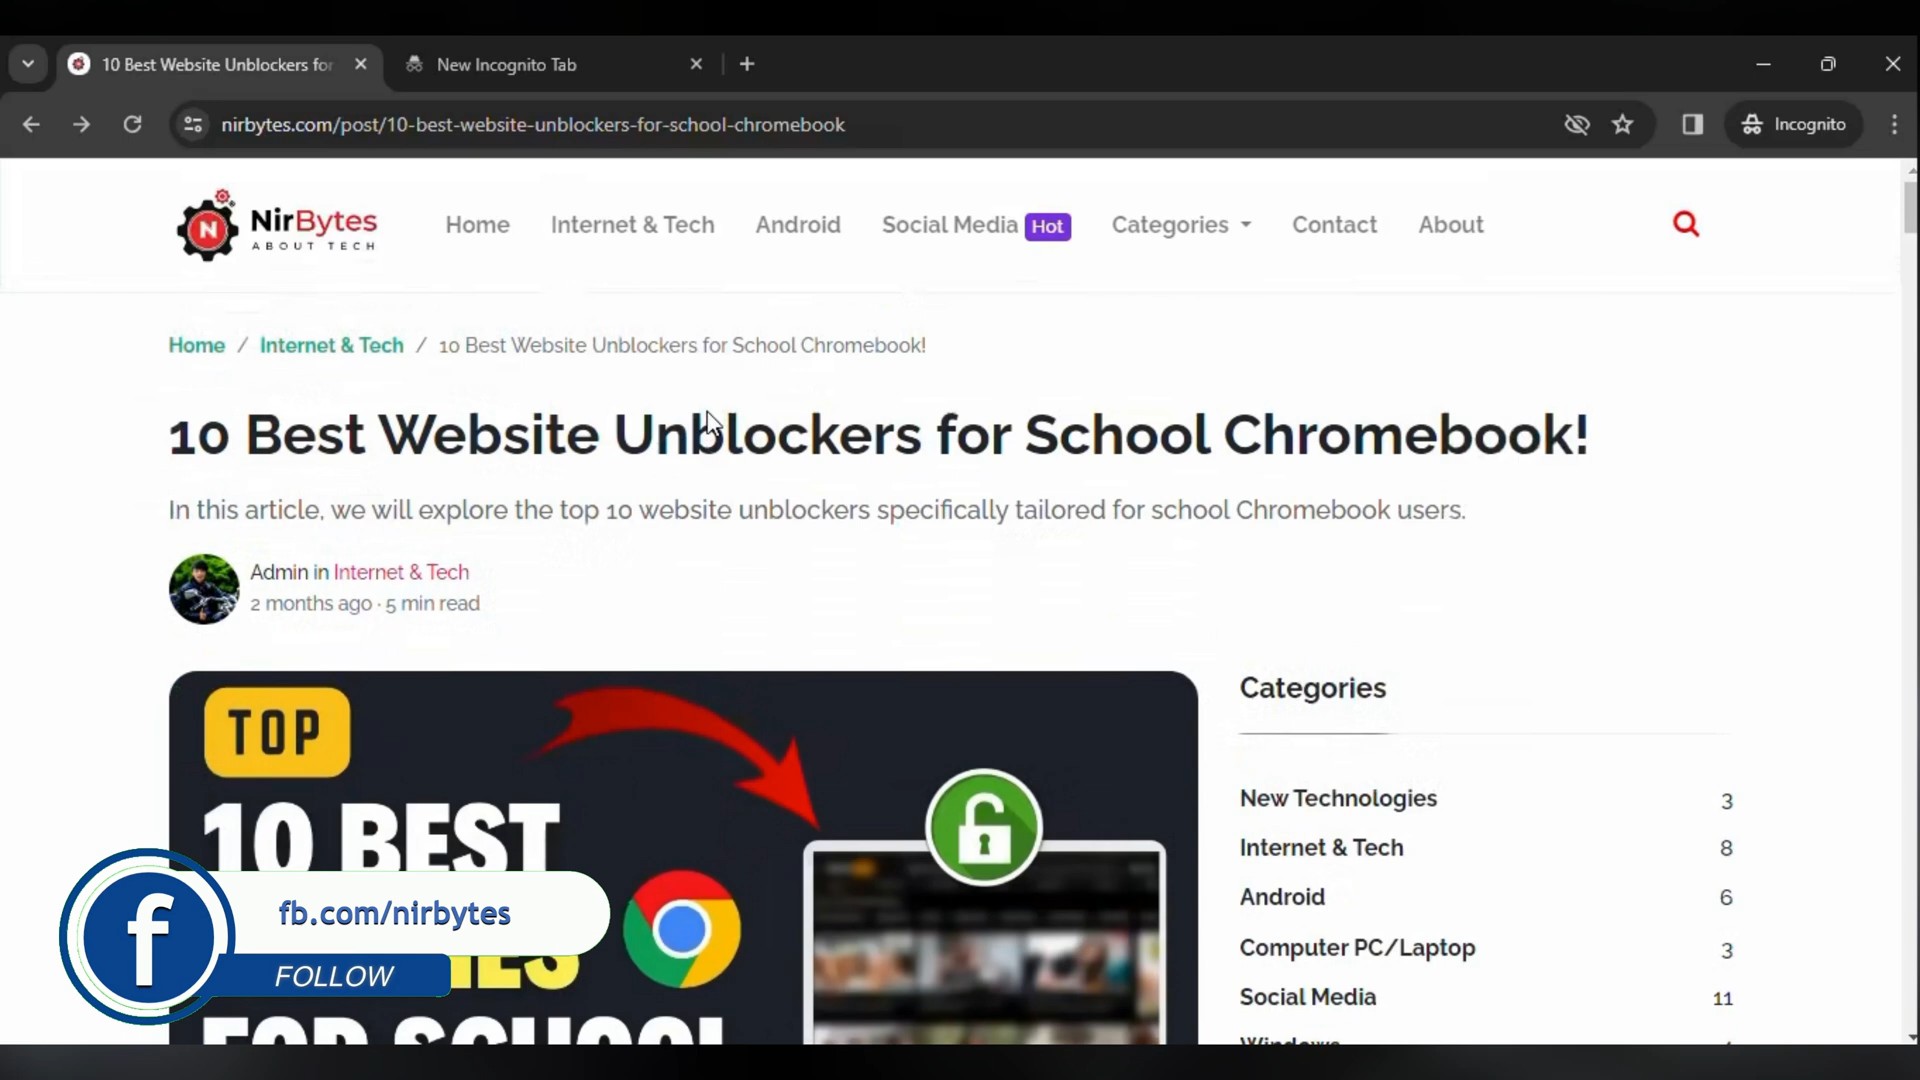 10 Best Website Unblockers for
New Incognito Tab
nirbytes.com/post/10-best-website-unblockers-for-school-chromebook
Incognito
N
NirBytes
ABOUT TECH
Home
Internet & Tech
Android
Social Media Hot
Categories
Contact
About
Home / Internet & Tech / 10 Best Website Unblockers for School Chromebook!
10 Best Website Unblockers for School Chromebook!
In this article, we will explore the top 10 website unblockers specifically tailored for school Chromebook users.
Admin in Internet & Tech
2 months ago · 5 min read
TOP
10 BEST
FOR SCHOOL
f
fb.com/nirbytes
FOLLOW
Categories
New Technologies 3
Internet & Tech 8
Android 6
Computer PC/Laptop 3
Social Media 11
Windows